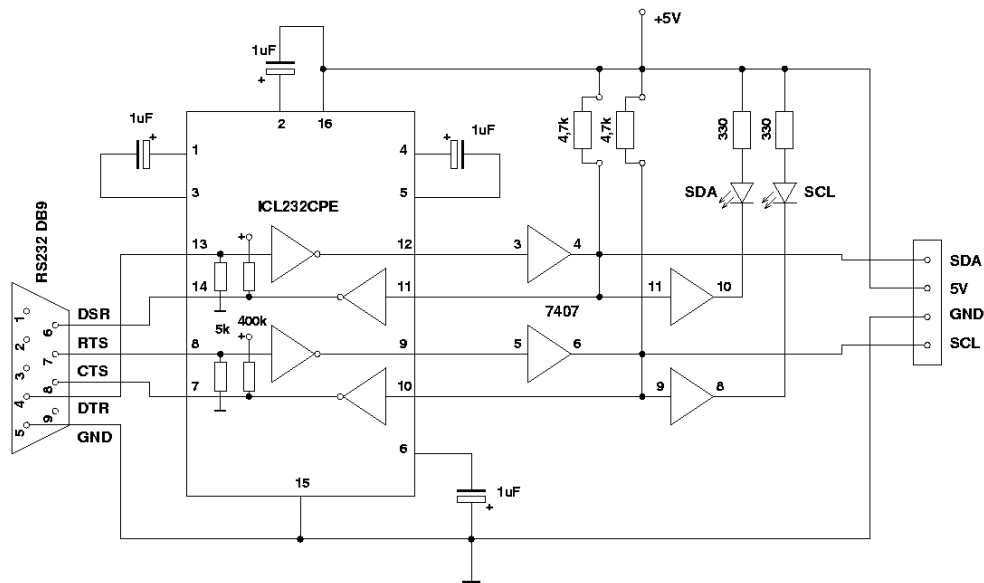 +5V
1uF
+
2
16
1uF
+
1
3
4
5
1uF
+
4,7k
4,7k
330
330
SDA
SCL
ICL232CPE
RS232 DB9
13
+
12
3
4
14
11
11
10
7407
5k
400k
+
8
9
5
6
7
10
9
8
6
15
1uF
+
1
2
3
4
5
6
7
8
9
DSR
RTS
CTS
DTR
GND
SDA
5V
GND
SCL